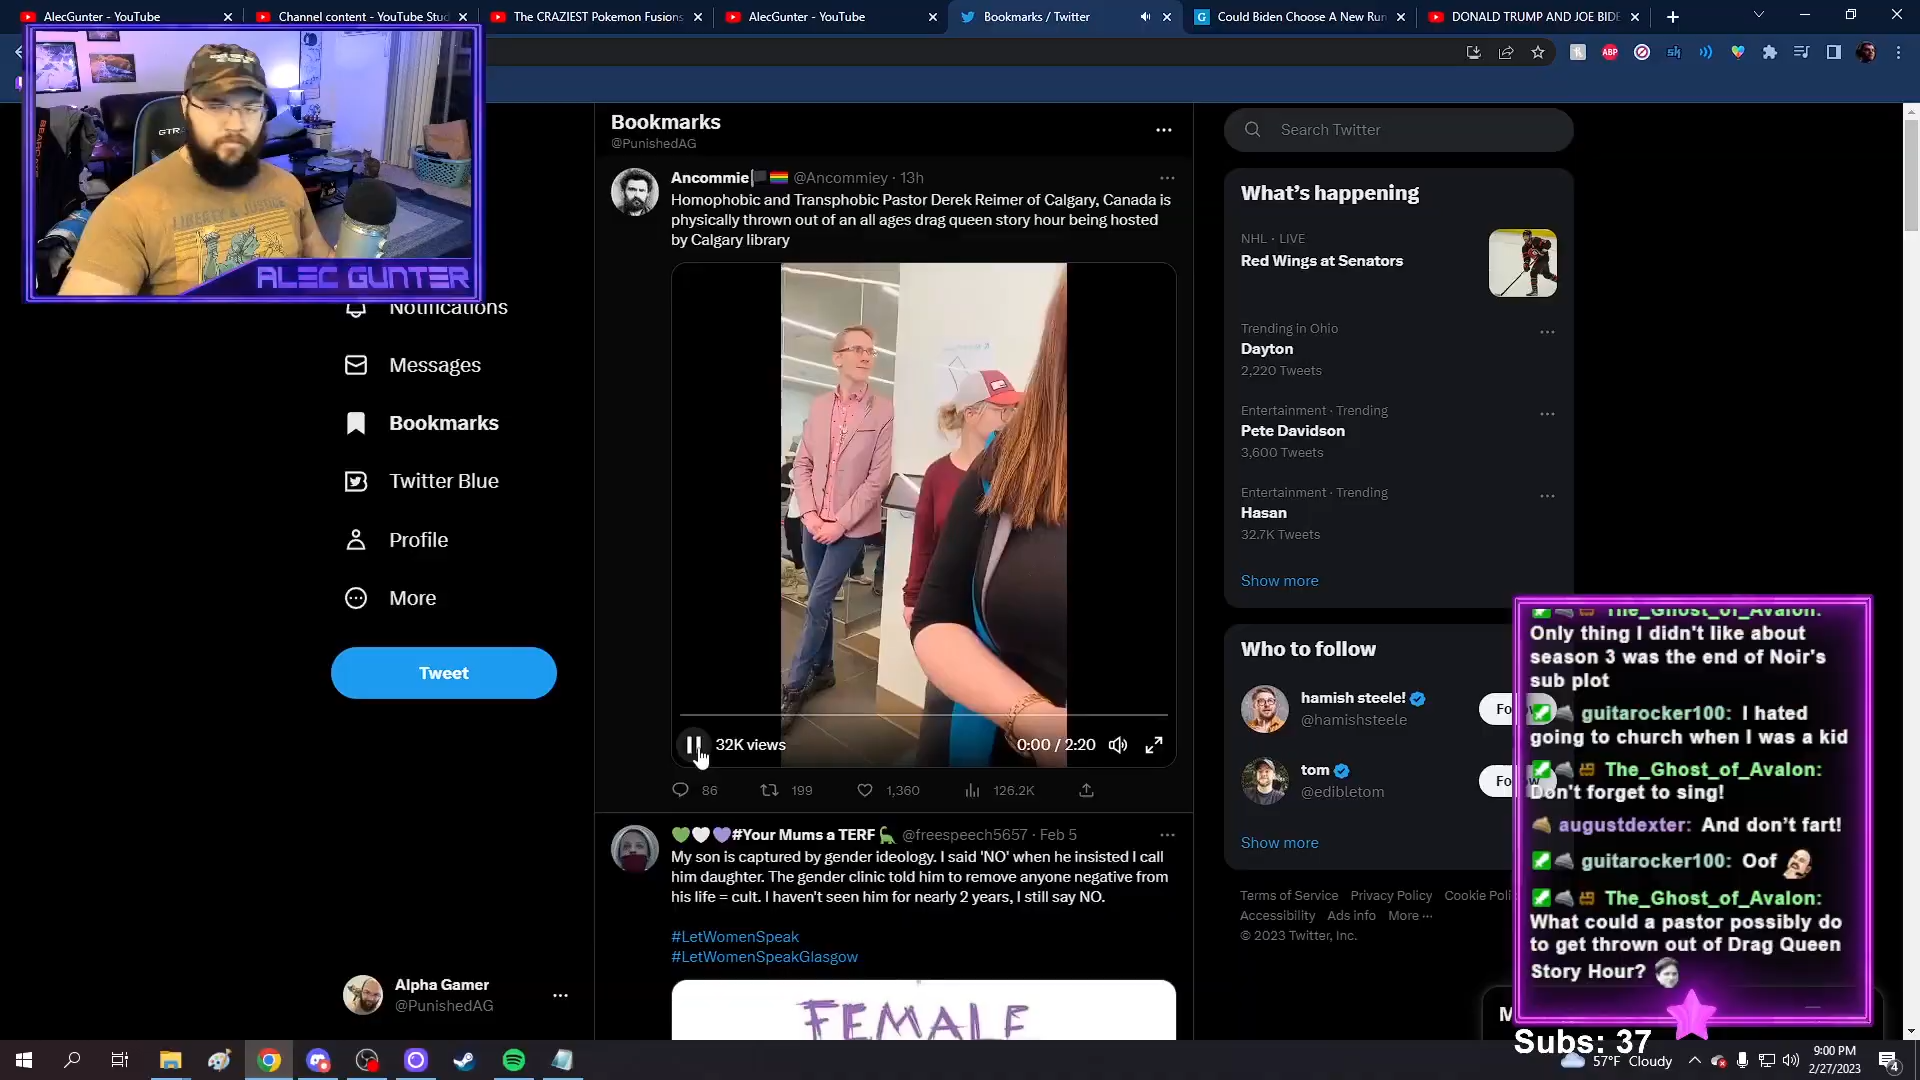 AlecGunter - YouTube
Channel content - YouTube Stud
The CRAZIEST Pokemon Fusions
AlecGunter - YouTube
Bookmarks / Twitter
Could Biden Choose A New Run
DONALD TRUMP AND JOE BIDE
GTR
LIBERTY & JUSTICE
ALEC GUNTER
Notifications
Messages
Bookmarks
Twitter Blue
Profile
More
Tweet
Alpha Gamer
@PunishedAG
Bookmarks
@PunishedAG
Ancommie @Ancommiey · 13h
Homophobic and Transphobic Pastor Derek Reimer of Calgary, Canada is
physically thrown out of an all ages drag queen story hour being hosted
by Calgary library
32K views
0:00 / 2:20
86 199 1,360 126.2K
#Your Mums a TERF @freespeech5657 · Feb 5
My son is captured by gender ideology. I said 'NO' when he insisted I call
him daughter. The gender clinic told him to remove anyone negative from
his life = cult. I haven't seen him for nearly 2 years, I still say NO.
#LetWomenSpeak
#LetWomenSpeakGlasgow
FEMALE
Search Twitter
What's happening
NHL · LIVE
Red Wings at Senators
Trending in Ohio
Dayton
2,220 Tweets
Entertainment · Trending
Pete Davidson
3,600 Tweets
Entertainment · Trending
Hasan
32.7K Tweets
Show more
Who to follow
hamish steele!
@hamishsteele
Fo
tom
@edibletom
Fo
Show more
Terms of Service Privacy Policy Cookie Poli
Accessibility Ads info More
© 2023 Twitter, Inc.
The_Ghost_of_Avalon:
Only thing I didn't like about
season 3 was the end of Noir's
sub plot
guitarocker100: I hated
going to church when I was a kid
The_Ghost_of_Avalon:
Don't forget to sing!
augustdexter: And don't fart!
guitarocker100: Oof
The_Ghost_of_Avalon:
What could a pastor possibly do
to get thrown out of Drag Queen
Story Hour?
M
Subs: 37
57°F Cloudy
9:00 PM
2/27/2023
4